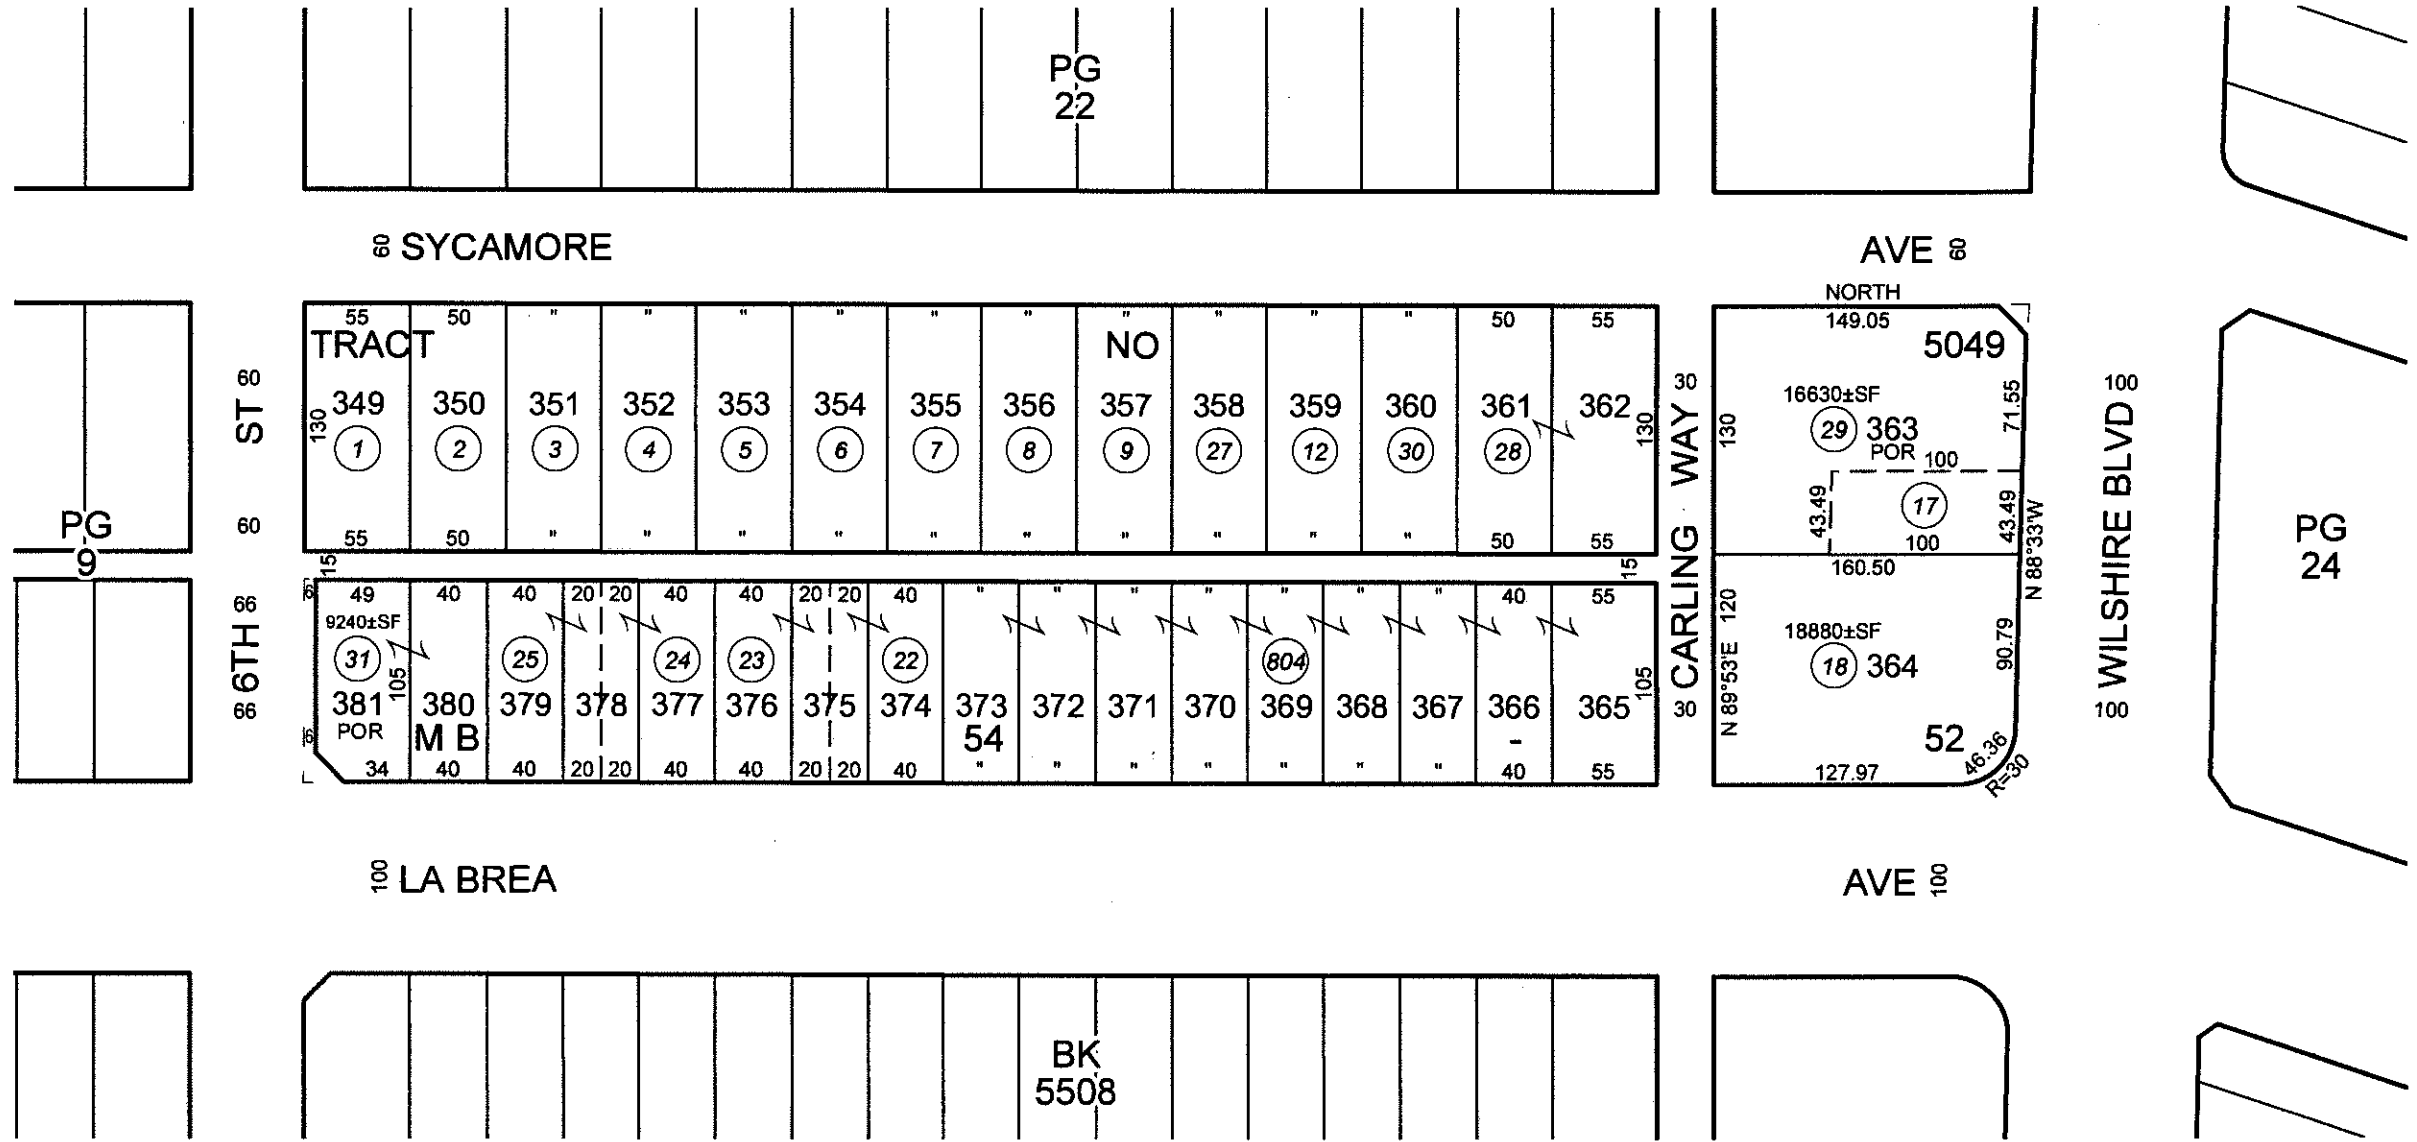 PG
22
60 SYCAMORE
AVE 60
NORTH
149.05
55 50 " " " " " " " " " " 50 55
TRACT NO 5049
349 350 351 352 353 354 355 356 357 358 359 360 361 362
1 2 3 4 5 6 7 8 9 27 12 30 28
130
130
55 50 " " " " " " " " " " 50 55
60 ST 60
PG
9
30 CARLING WAY 30
130
16630±SF
29 363
POR
71.55
100
43.49
17
43.49
100
160.50
N 88°33'W
100 WILSHIRE BLVD 100
PG
24
15
15
66 6TH 66
6 49 40 40 20 20 40 40 20 20 40 " " " " " " " 40 55
9240±SF
31 25 24 23 22 804
105
105
381 380 379 378 377 376 375 374 373 372 371 370 369 368 367 366 365
POR
M B 54 - 52
6 34 40 40 20 20 40 40 20 20 40 " " " " " " " 40 55
N 89°53'E 120
18880±SF
18 364
90.79
46.36
R=30
127.97
100 LA BREA
AVE 100
BK
5508